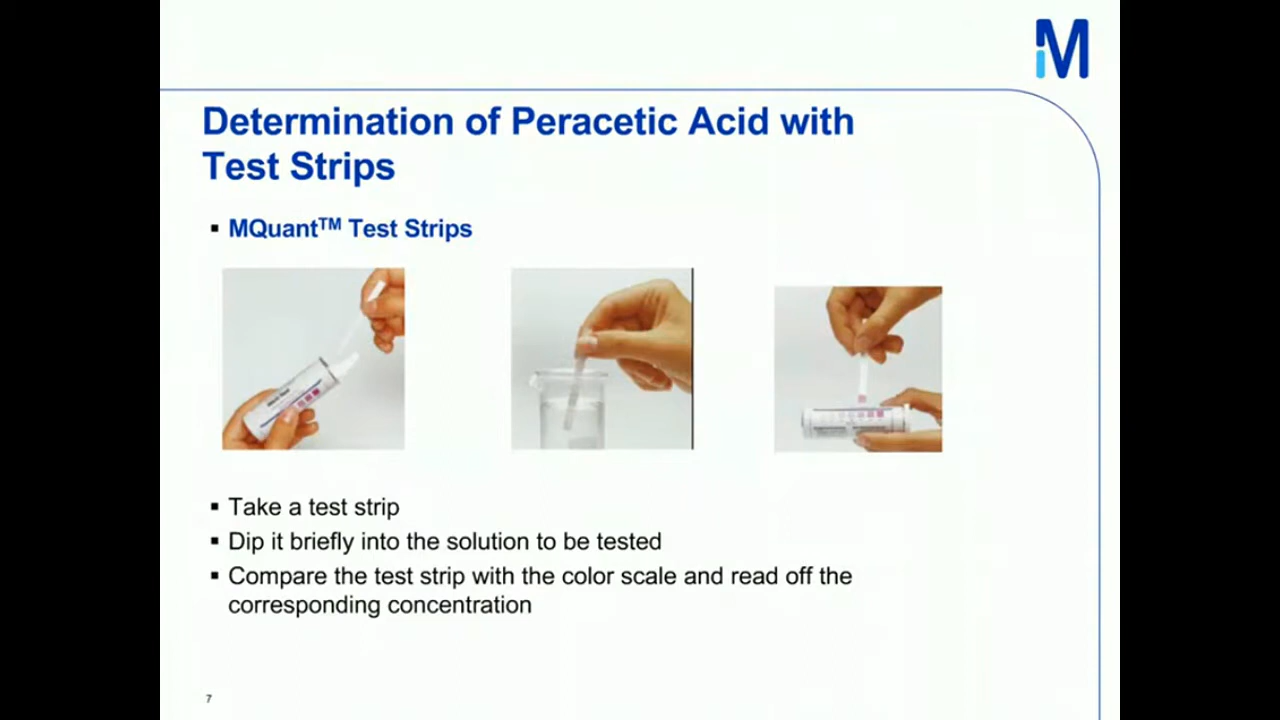 M
Determination of Peracetic Acid with
Test Strips
▪ MQuant™ Test Strips
▪ Take a test strip
▪ Dip it briefly into the solution to be tested
▪ Compare the test strip with the color scale and read off the
corresponding concentration
7